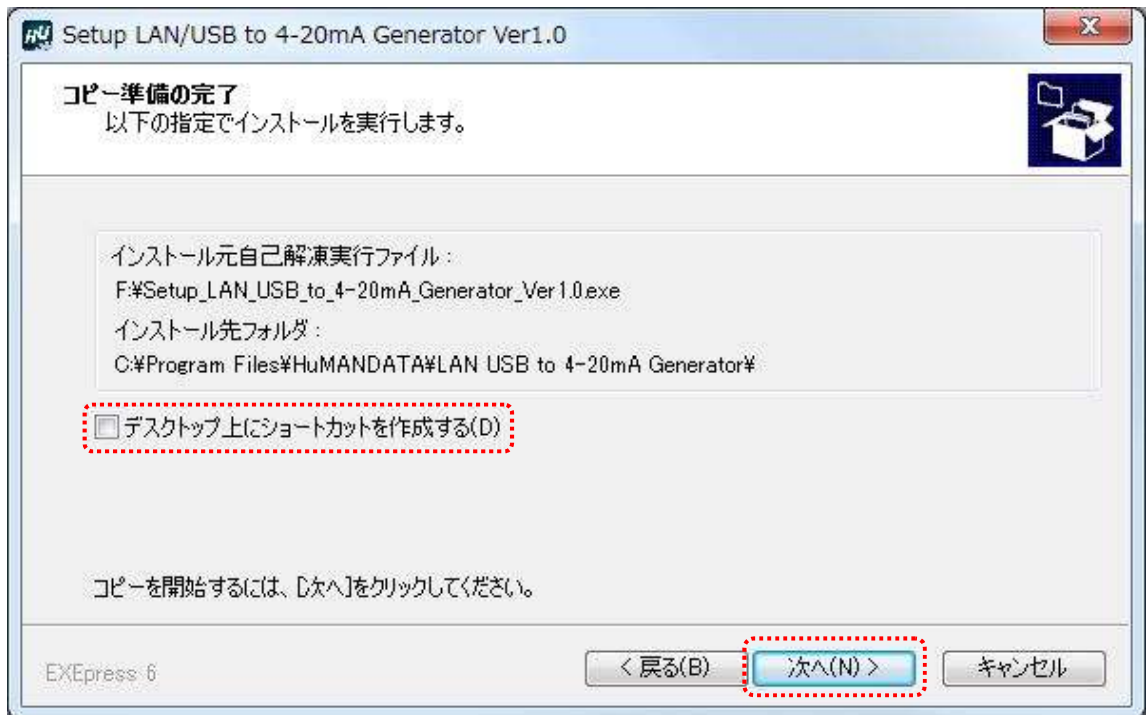 Setup LAN/USB to 4-20mA Generator Ver1.0
コピー準備の完了
以下の指定でインストールを実行します。
インストール元自己解凍実行ファイル：
F:¥Setup_LAN_USB_to_4-20mA_Generator_Ver1.0.exe
インストール先フォルダ：
C:¥Program Files¥HuMANDATA¥LAN USB to 4-20mA Generator¥
デスクトップ上にショートカットを作成する(D)
コピーを開始するには、[次へ]をクリックしてください。
EXEpress 6
< 戻る(B)
次へ(N) >
キャンセル